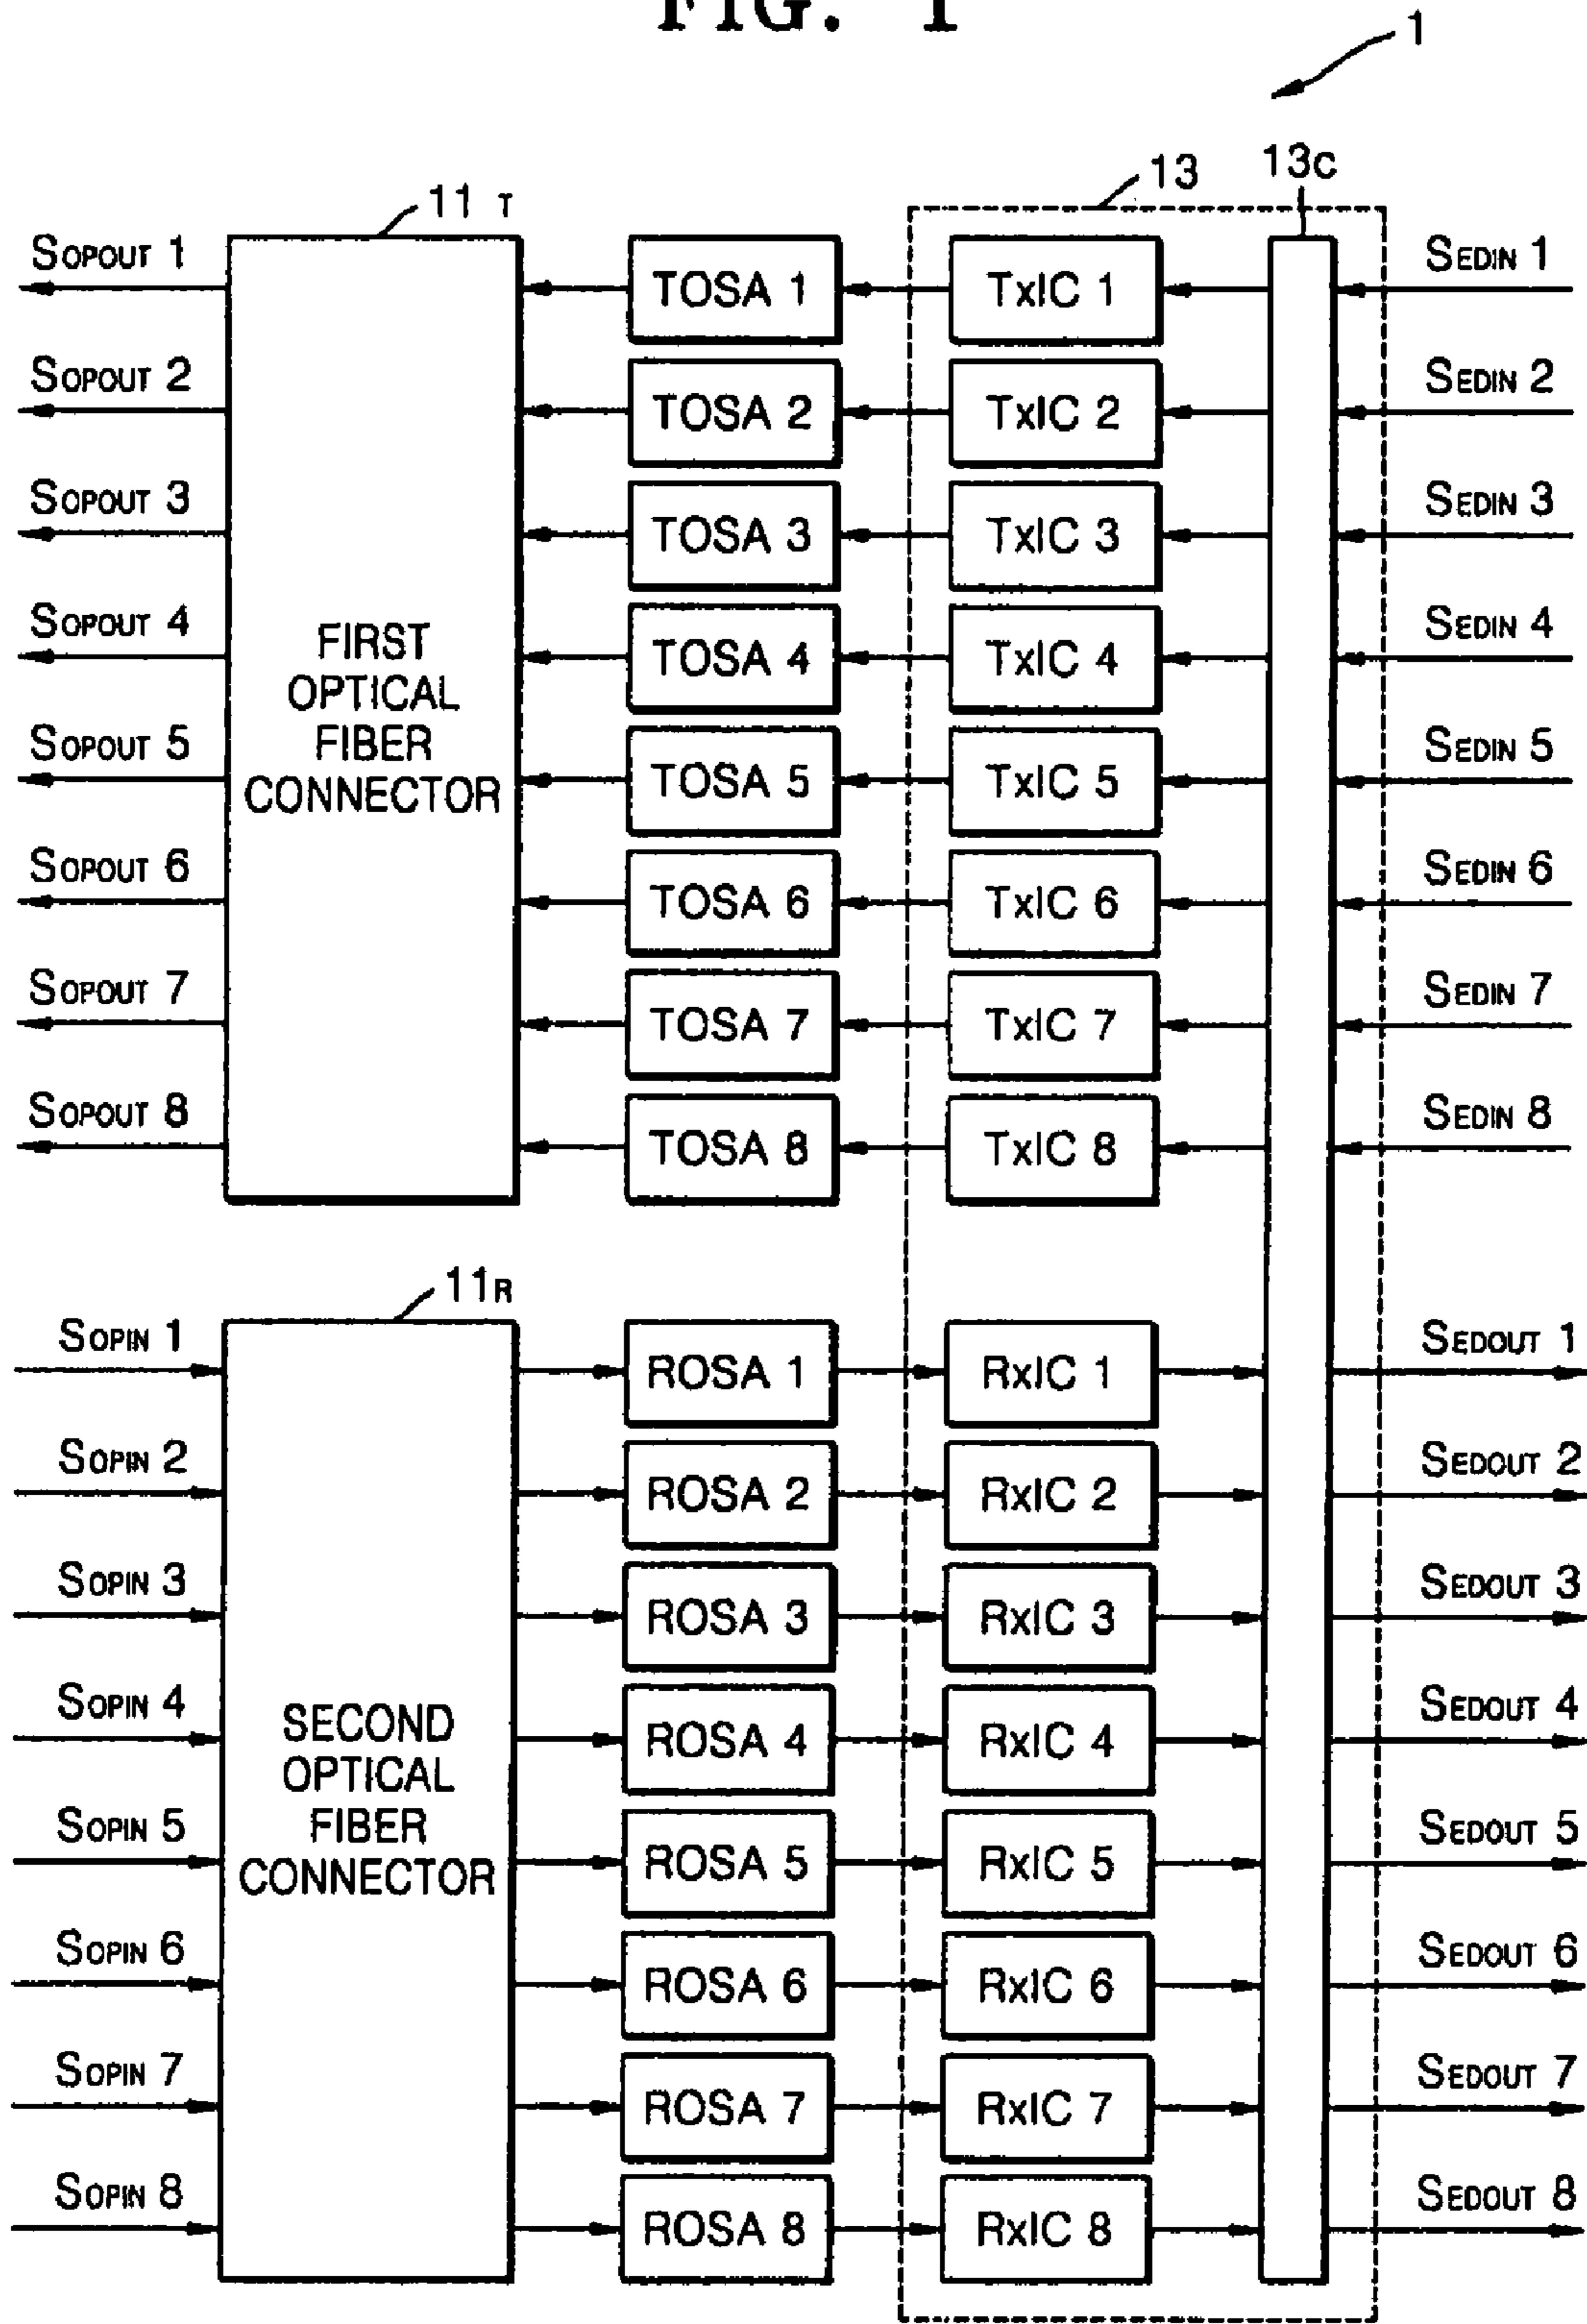 FIG. 1
1
13
13C
11 T
SOPOUT 1
TOSA 1
TxIC 1
SEDIN 1
SOPOUT 2
TOSA 2
TxIC 2
SEDIN 2
SOPOUT 3
TOSA 3
TxIC 3
SEDIN 3
SOPOUT 4
TOSA 4
TxIC 4
SEDIN 4
FIRST
OPTICAL
FIBER
CONNECTOR
SOPOUT 5
TOSA 5
TxIC 5
SEDIN 5
SOPOUT 6
TOSA 6
TxIC 6
SEDIN 6
SOPOUT 7
TOSA 7
TxIC 7
SEDIN 7
SOPOUT 8
TOSA 8
TxIC 8
SEDIN 8
11R
SOPIN 1
ROSA 1
RxIC 1
SEDOUT 1
SOPIN 2
ROSA 2
RxIC 2
SEDOUT 2
SOPIN 3
ROSA 3
RxIC 3
SEDOUT 3
SOPIN 4
ROSA 4
RxIC 4
SEDOUT 4
SECOND
OPTICAL
FIBER
CONNECTOR
SOPIN 5
ROSA 5
RxIC 5
SEDOUT 5
SOPIN 6
ROSA 6
RxIC 6
SEDOUT 6
SOPIN 7
ROSA 7
RxIC 7
SEDOUT 7
SOPIN 8
ROSA 8
RxIC 8
SEDOUT 8